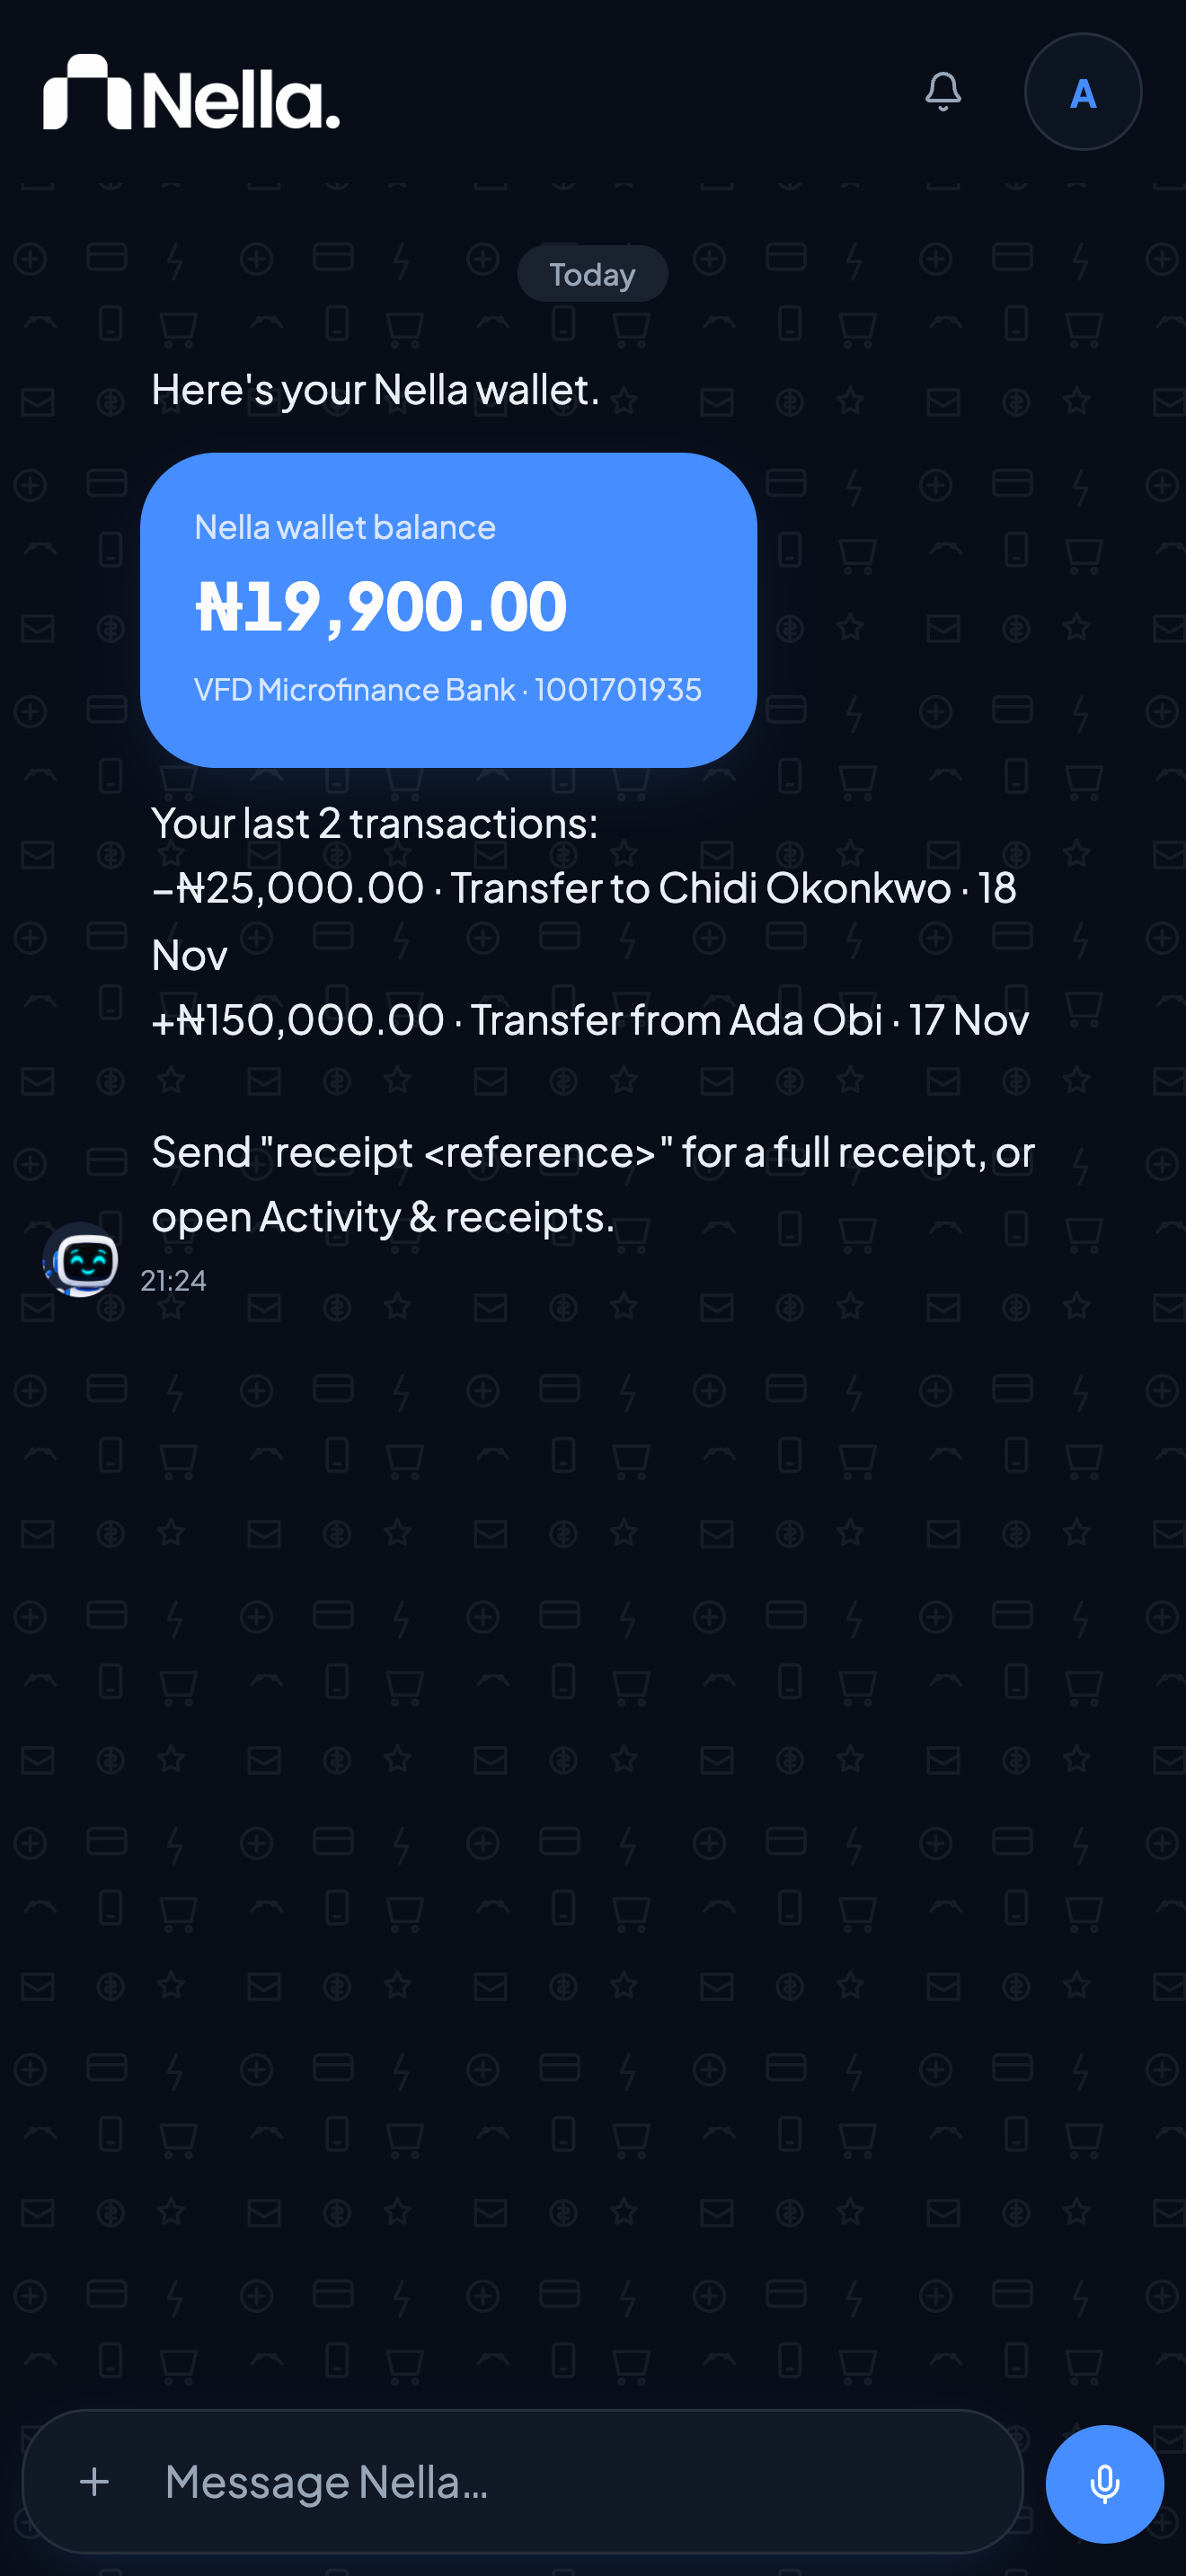 Nella.
A
Today
Here's your Nella wallet.
Nella wallet balance
₦19,900.00
VFD Microfinance Bank · 1001701935
Your last 2 transactions:
−₦25,000.00 · Transfer to Chidi Okonkwo · 18
Nov
+₦150,000.00 · Transfer from Ada Obi · 17 Nov
Send "receipt <reference>" for a full receipt, or
open Activity & receipts.
21:24
Message Nella...